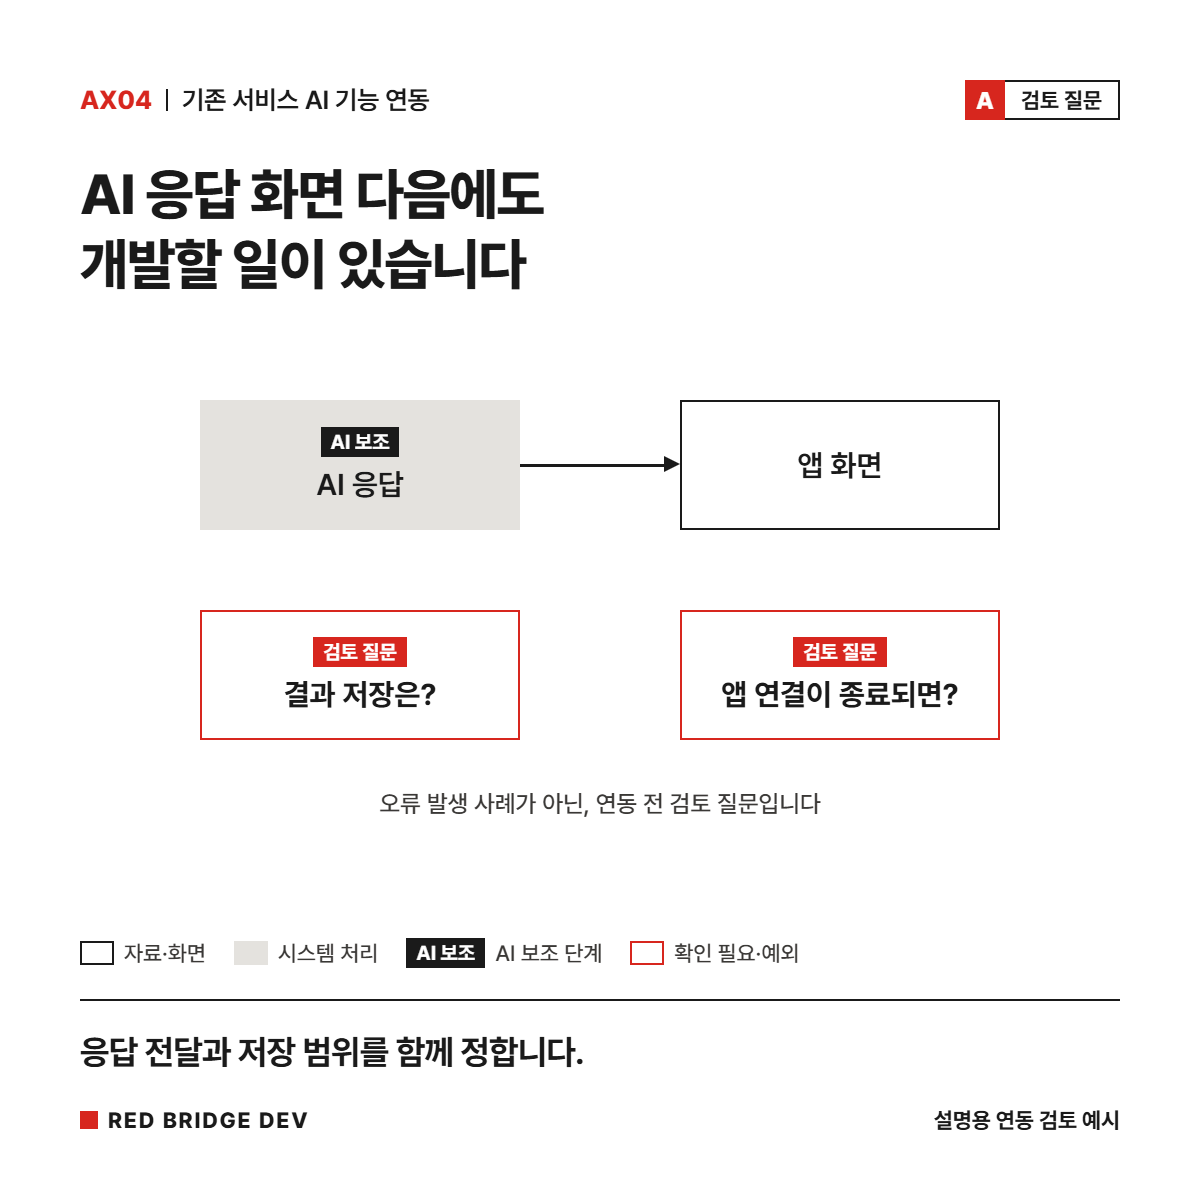 AX04 | 기존 서비스 AI 기능 연동
A 검토 질문
AI 응답 화면 다음에도
개발할 일이 있습니다
AI 보조
AI 응답
앱 화면
검토 질문
결과 저장은?
검토 질문
앱 연결이 종료되면?
오류 발생 사례가 아닌, 연동 전 검토 질문입니다
자료·화면 시스템 처리 AI 보조 AI 보조 단계 확인 필요·예외
응답 전달과 저장 범위를 함께 정합니다.
RED BRIDGE DEV
설명용 연동 검토 예시